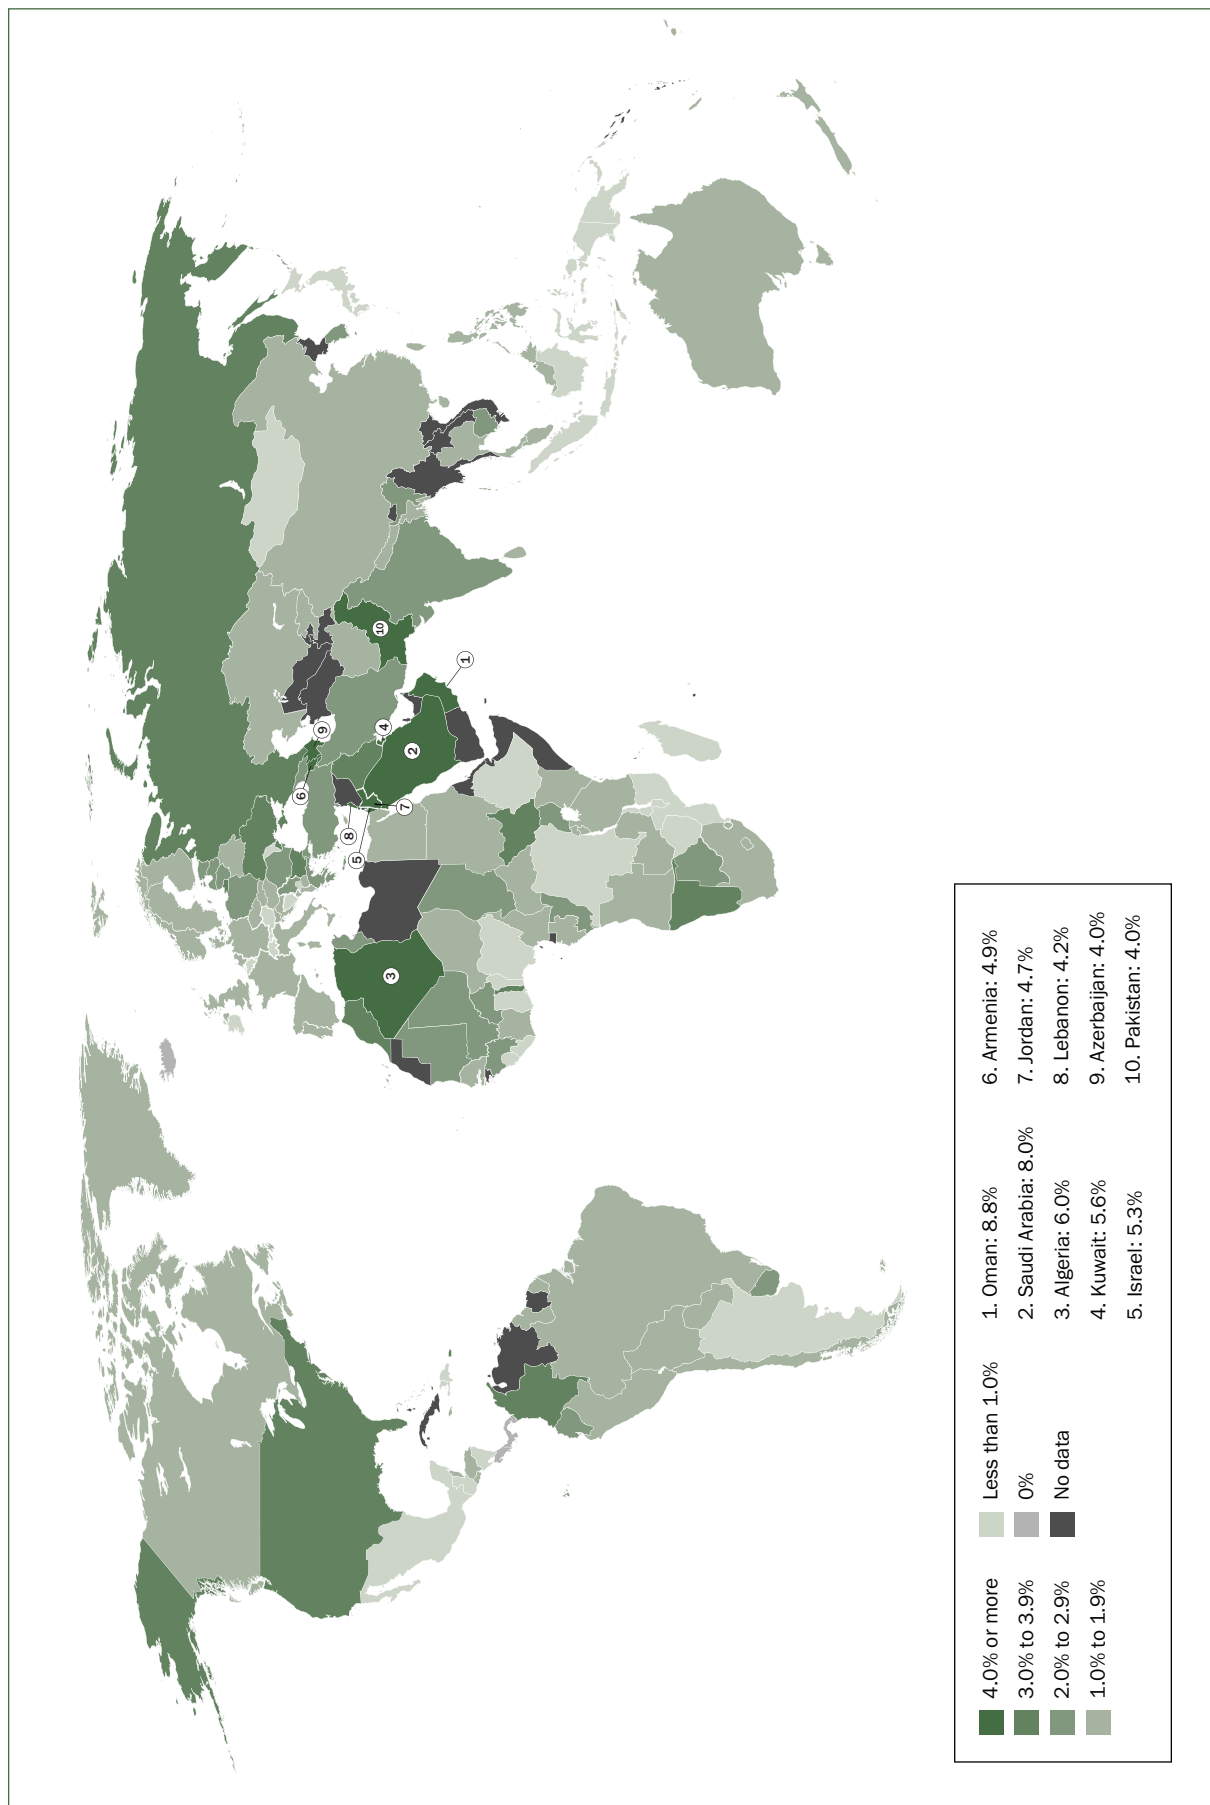 9
6
8
5
7
4
2
3
10
1
4.0% or more
3.0% to 3.9%
2.0% to 2.9%
1.0% to 1.9%
Less than 1.0%
0%
No data
1. Oman: 8.8%
2. Saudi Arabia: 8.0%
3. Algeria: 6.0%
4. Kuwait: 5.6%
5. Israel: 5.3%
6. Armenia: 4.9%
7. Jordan: 4.7%
8. Lebanon: 4.2%
9. Azerbaijan: 4.0%
10. Pakistan: 4.0%